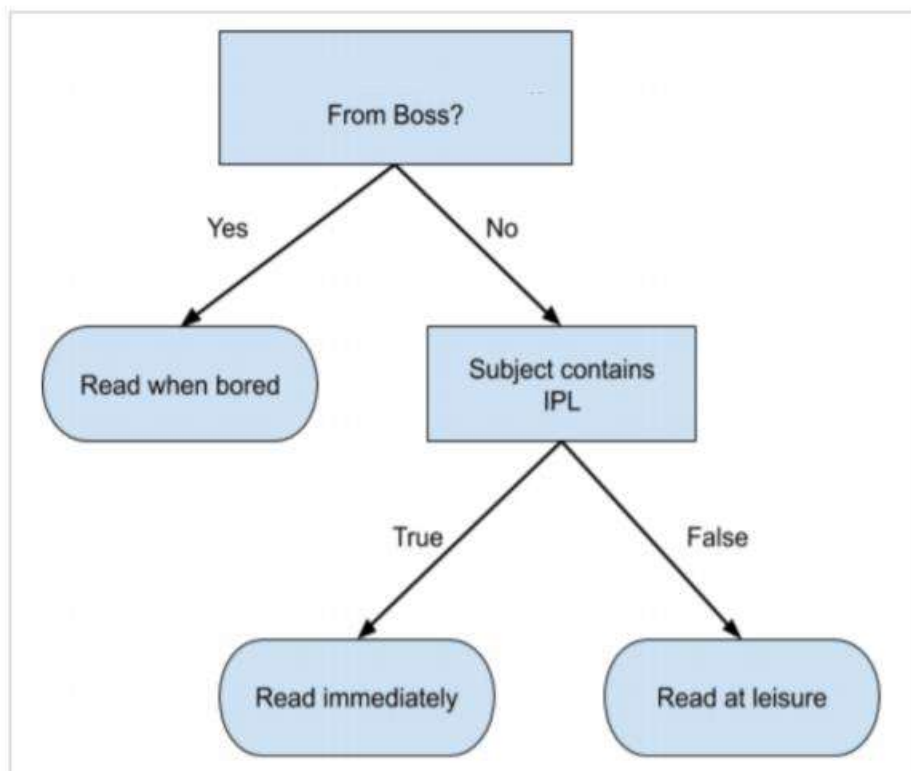 From Boss?
Yes
No
Read when bored
Subject contains
IPL
True
False
Read immediately
Read at leisure